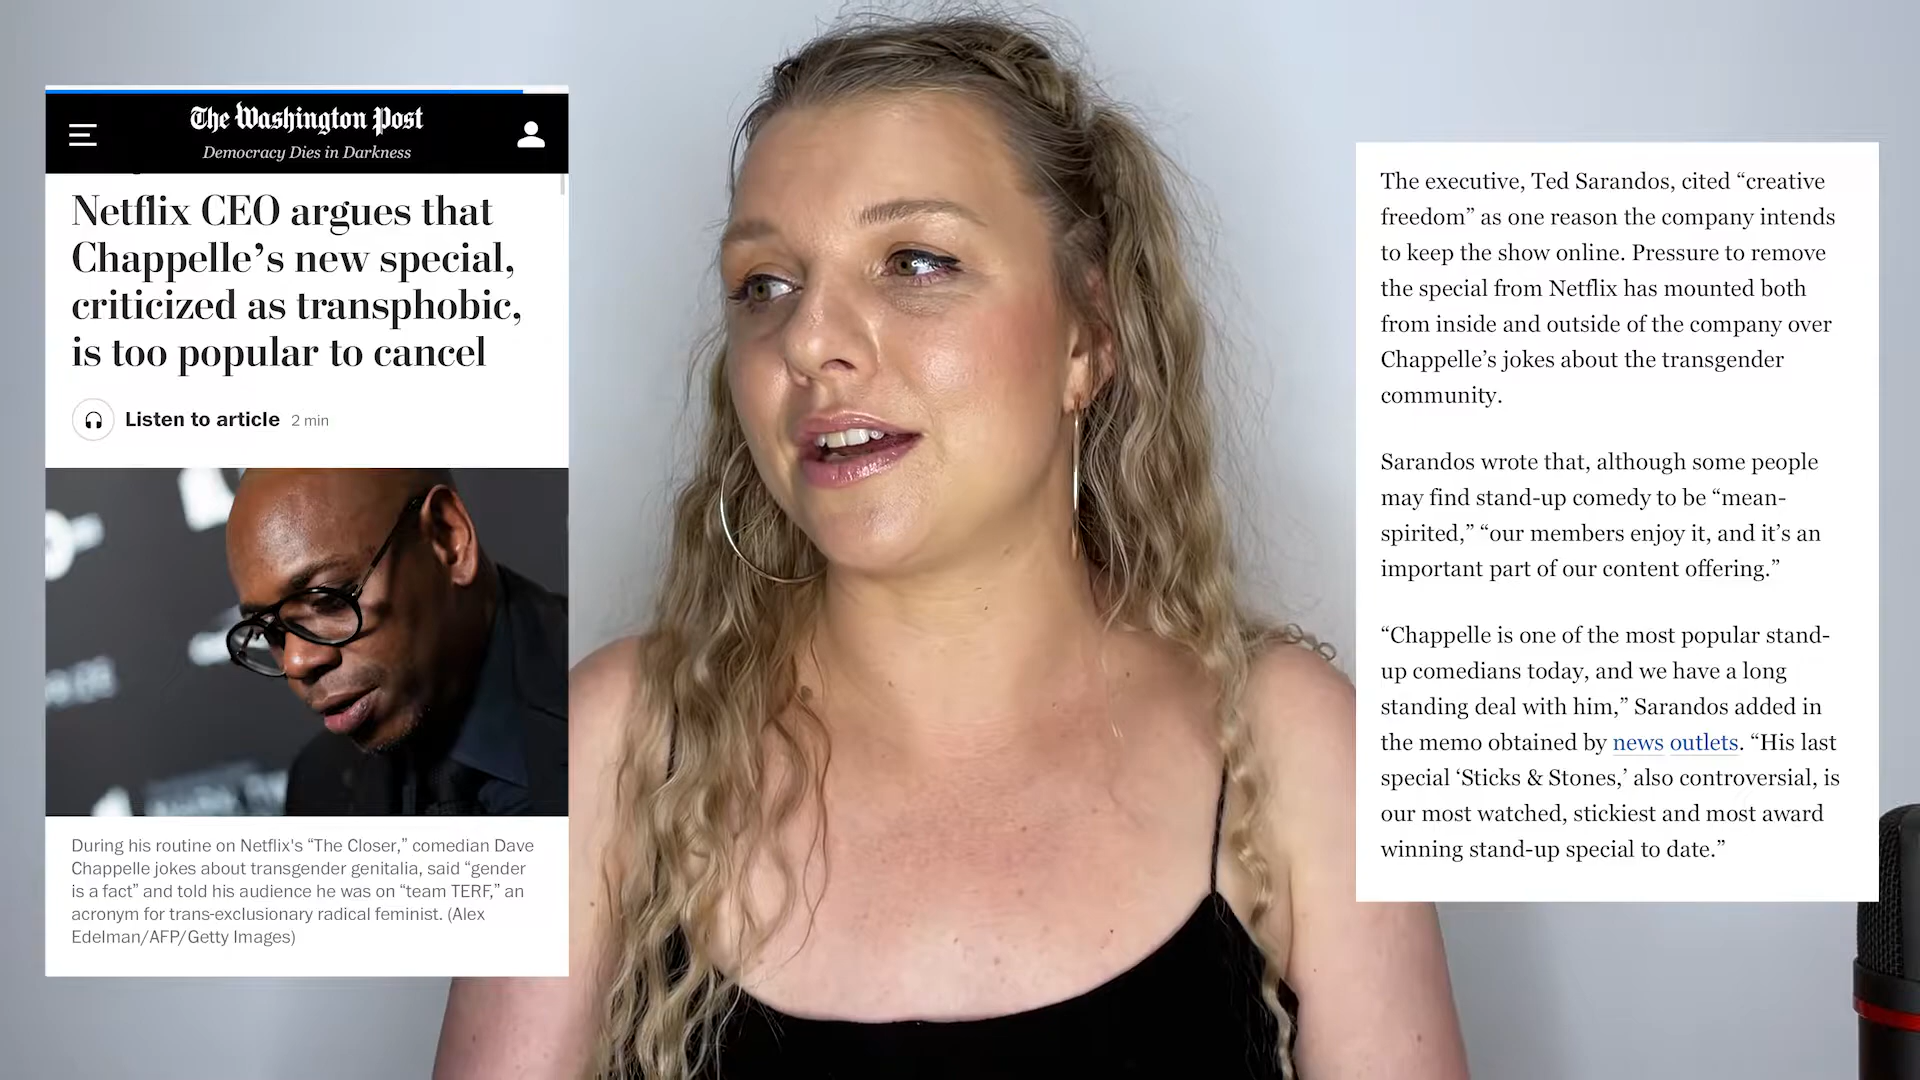 The Washington Post
Democracy Dies in Darkness
Netflix CEO argues that
Chappelle’s new special,
criticized as transphobic,
is too popular to cancel
Listen to article 2 min
During his routine on Netflix's “The Closer,” comedian Dave
Chappelle jokes about transgender genitalia, said “gender
is a fact” and told his audience he was on “team TERF,” an
acronym for trans-exclusionary radical feminist. (Alex
Edelman/AFP/Getty Images)
The executive, Ted Sarandos, cited “creative
freedom” as one reason the company intends
to keep the show online. Pressure to remove
the special from Netflix has mounted both
from inside and outside of the company over
Chappelle’s jokes about the transgender
community.
Sarandos wrote that, although some people
may find stand-up comedy to be “mean-
spirited,” “our members enjoy it, and it’s an
important part of our content offering.”
“Chappelle is one of the most popular stand-
up comedians today, and we have a long
standing deal with him,” Sarandos added in
the memo obtained by news outlets. “His last
special ‘Sticks & Stones,’ also controversial, is
our most watched, stickiest and most award
winning stand-up special to date.”